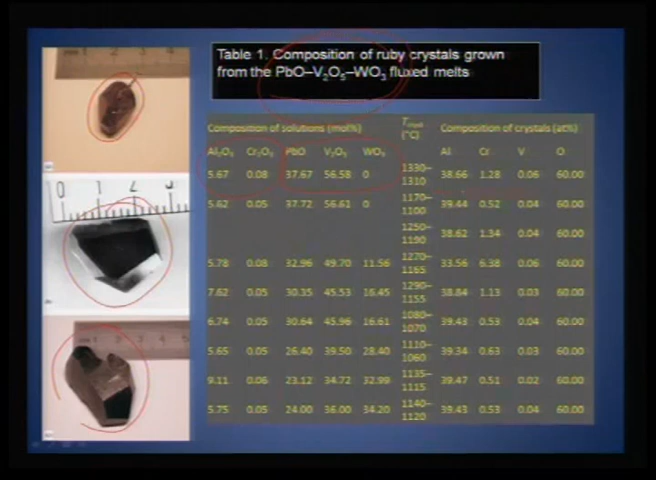 Table 1. Composition of ruby crystals grown
from the PbO–V₂O₅–WO₃ fluxed melts
Composition of solutions (mol%) Tcryst (°C) Composition of crystals (at%)
Al₂O₃ Cr₂O₃ PbO V₂O₅ WO₃ Al Cr V O
5.67 0.08 37.67 56.58 0 1330–1310 38.66 1.28 0.06 60.00
5.62 0.05 37.72 56.61 0 1170–1100 39.44 0.52 0.04 60.00
1250–1190 38.62 1.34 0.04 60.00
5.78 0.08 32.96 49.70 11.56 1270–1165 33.56 6.38 0.06 60.00
7.62 0.05 30.35 45.53 16.45 1290–1155 38.84 1.13 0.03 60.00
6.74 0.05 30.64 45.96 16.61 1080–1070 39.43 0.53 0.04 60.00
5.65 0.05 26.40 39.50 28.40 1110–1060 39.34 0.63 0.03 60.00
9.11 0.06 23.12 34.72 32.99 1135–1115 39.47 0.51 0.02 60.00
5.75 0.05 24.00 36.00 34.20 1140–1120 39.43 0.53 0.04 60.00
0 1 2 3